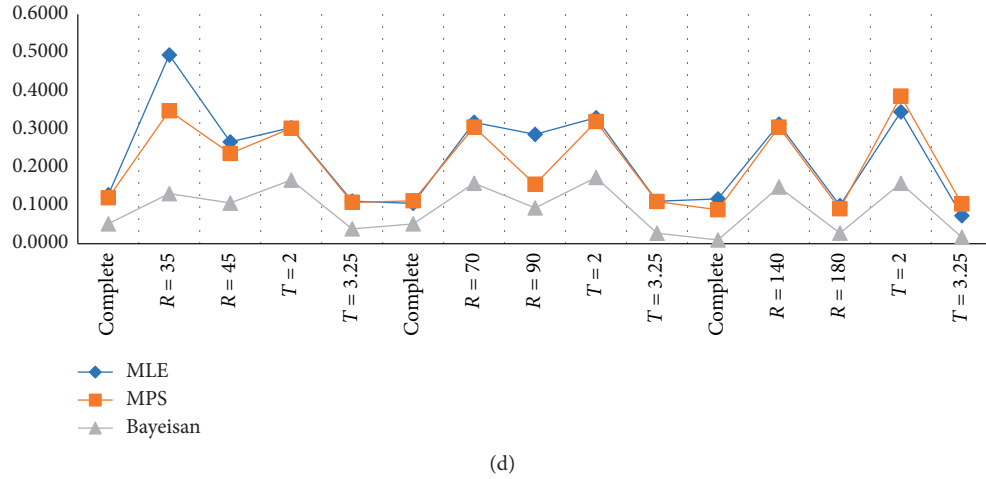 0.6000
0.5000
0.4000
0.3000
0.2000
0.1000
0.0000
Complete
R = 35
R = 45
T = 2
T = 3.25
Complete
R = 70
R = 90
T = 2
T = 3.25
Complete
R = 140
R = 180
T = 2
T = 3.25
MLE
MPS
Bayeisan
(d)